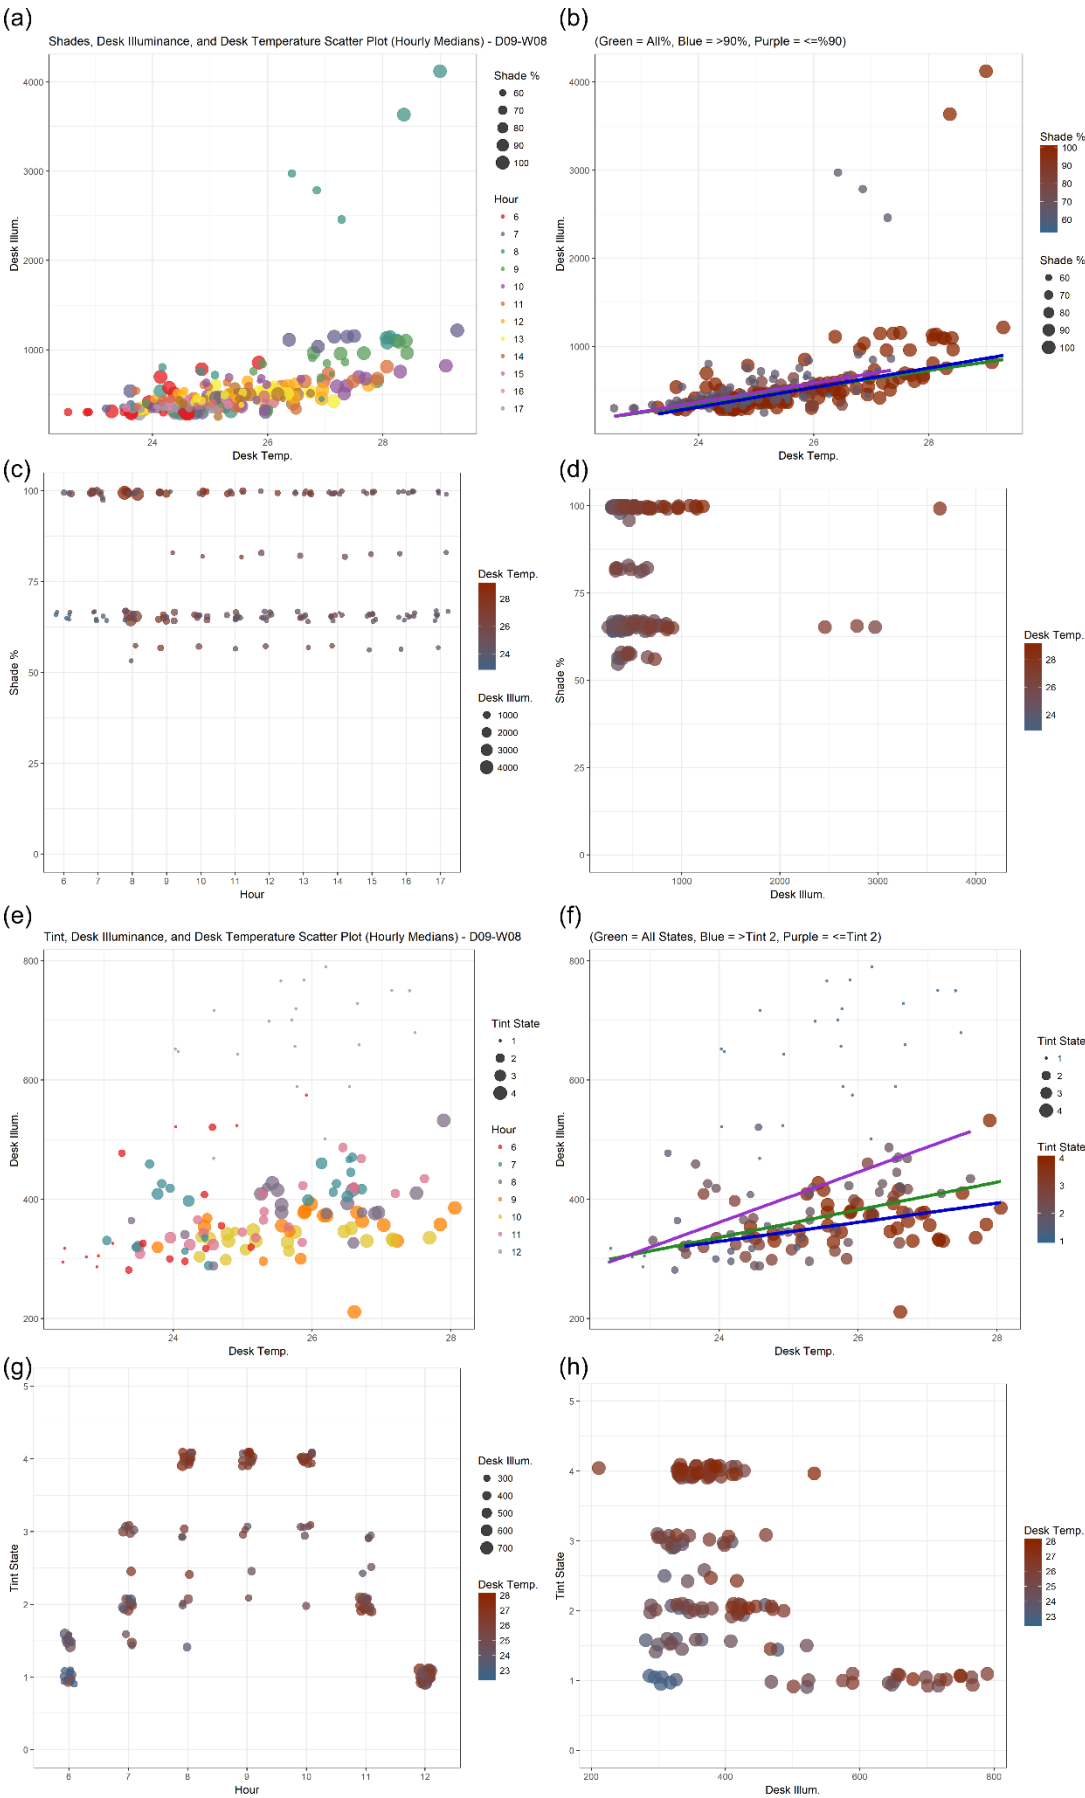 (a)
Shades, Desk Illuminance, and Desk Temperature Scatter Plot (Hourly Medians) - D09-W08
4000
3000
2000
1000
Desk Illum.
24
26
28
Desk Temp.
Shade %
60
70
80
90
100
Hour
6
7
8
9
10
11
12
13
14
15
16
17
(b)
(Green = All%, Blue = >90%, Purple = <=%90)
4000
3000
2000
1000
Desk Illum.
24
26
28
Desk Temp.
Shade %
100
90
80
70
60
Shade %
60
70
80
90
100
(c)
100
75
50
25
0
Shade %
6 7 8 9 10 11 12 13 14 15 16 17
Hour
Desk Temp.
28
26
24
Desk Illum.
1000
2000
3000
4000
(d)
100
75
50
25
0
Shade %
1000 2000 3000 4000
Desk Illum.
Desk Temp.
28
26
24
(e)
Tint, Desk Illuminance, and Desk Temperature Scatter Plot (Hourly Medians) - D09-W08
800
600
400
200
Desk Illum.
24
26
28
Desk Temp.
Tint State
1
2
3
4
Hour
6
7
8
9
10
11
12
(f)
(Green = All States, Blue = >Tint 2, Purple = <=Tint 2)
800
600
400
200
Desk Illum.
24
26
28
Desk Temp.
Tint State
1
2
3
4
Tint State
4
3
2
1
(g)
5
4
3
2
1
0
Tint State
6 7 8 9 10 11 12
Hour
Desk Illum.
300
400
500
600
700
Desk Temp.
28
27
26
25
24
23
(h)
5
4
3
2
1
0
Tint State
200 400 600 800
Desk Illum.
Desk Temp.
28
27
26
25
24
23